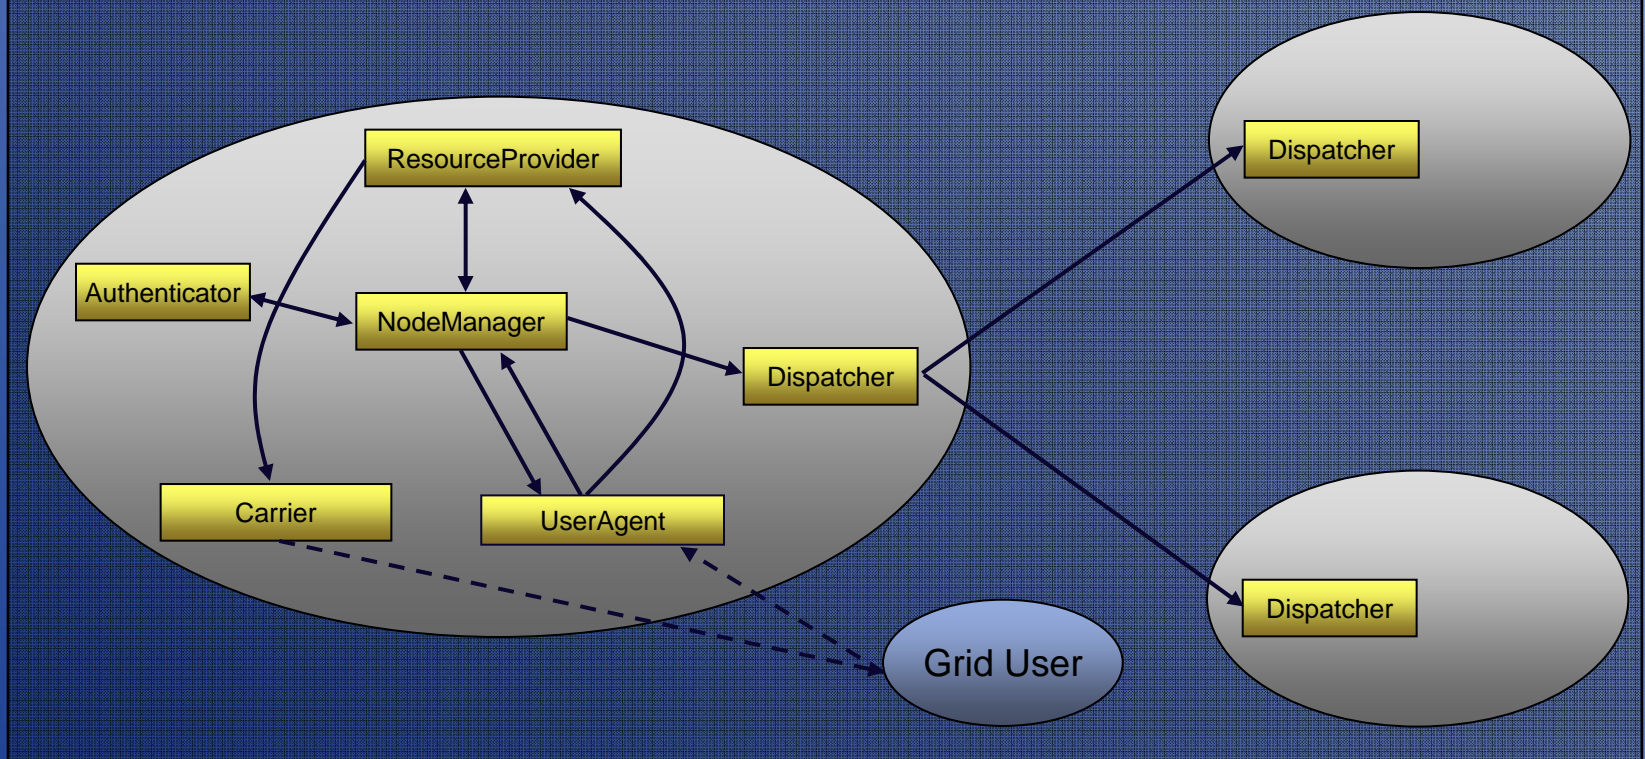 ResourceProvider
Dispatcher
Authenticator
NodeManager
Dispatcher
Carrier
UserAgent
Dispatcher
Grid User